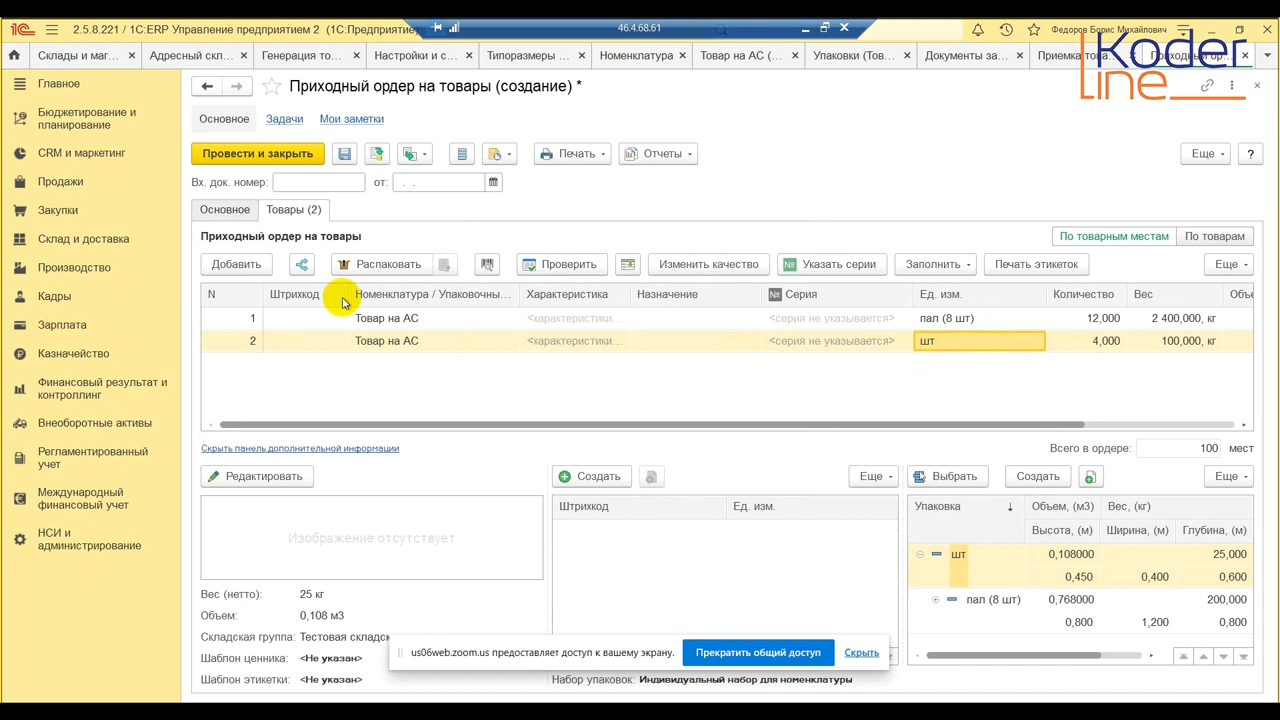 2.5.8.221 / 1С:ERP Управление предприятием 2 (1С:Предприятие)
46.4.68.61
Федоров Борис Михайлович
Koder line
Склады и маг... ×
Адресный скл... ×
Генерация то... ×
Настройки и с... ×
Типоразмеры ... ×
Номенклатура ×
Товар на АС (... ×
Упаковки (Тов... ×
Документы за... ×
Приемка това...
Приходный ор...
Главное
Бюджетирование и
планирование
CRM и маркетинг
Продажи
Закупки
Склад и доставка
Производство
Кадры
Зарплата
Казначейство
Финансовый результат и
контроллинг
Внеоборотные активы
Регламентированный
учет
Международный
финансовый учет
НСИ и
администрирование
Приходный ордер на товары (создание) *
Основное Задачи Мои заметки
Провести и закрыть Печать Отчеты Еще ?
Вх. док. номер: от: . .
Основное Товары (2)
Приходный ордер на товары По товарным местам По товарам
Добавить Распаковать Проверить Изменить качество Указать серии Заполнить Печать этикеток Еще
N Штрихкод Номенклатура / Упаковочны... Характеристика Назначение № Серия Ед. изм. Количество Вес Объе
1 Товар на АС <характеристики... <серия не указывается> пал (8 шт) 12,000 2 400,000, кг
2 Товар на АС <характеристики... <серия не указывается> шт 4,000 100,000, кг
Скрыть панель дополнительной информации Всего в ордере: 100 мест
Редактировать Создать Еще Выбрать Создать Еще
Изображение отсутствует
Штрихкод Ед. изм.
Упаковка ↓ Объем, (м3) Вес, (кг)
Высота, (м) Ширина, (м) Глубина, (м)
шт 0,108000 25,000
0,450 0,400 0,600
пал (8 шт) 0,768000 200,000
0,800 1,200 0,800
Вес (нетто): 25 кг
Объем: 0,108 м3
Складская группа: Тестовая складск
Шаблон ценника: <Не указан>
Шаблон этикетки: <Не указан>
Набор упаковок: Индивидуальный набор для номенклатуры
us06web.zoom.us предоставляет доступ к вашему экрану. Прекратить общий доступ Скрыть